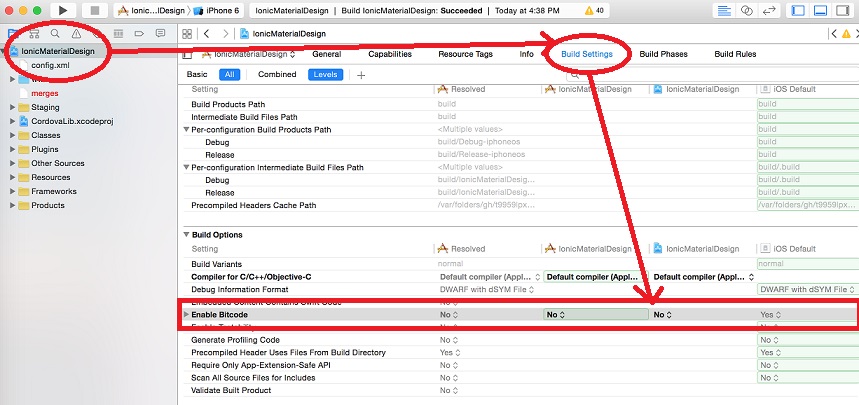 Ionic...lDesign iPhone 6 IonicMaterialDesign | Build IonicMaterialDesign: Succeeded | Today at 4:38 PM 40
IonicMaterialDesign
IonicMaterialDesign
IonicMaterialDesign General Capabilities Resource Tags Info Build Settings Build Phases Build Rules
config.xml
Basic All Combined Levels +
merges
Staging
CordovaLib.xcodeproj
Classes
Plugins
Other Sources
Resources
Frameworks
Products
Setting Resolved IonicMaterialDesign IonicMaterialDesign iOS Default
Build Products Path build build
Intermediate Build Files Path build build
Per-configuration Build Products Path <Multiple values> build
Debug build/Debug-iphoneos build
Release build/Release-iphoneos build
Per-configuration Intermediate Build Files Path <Multiple values> build/.build
Debug build/IonicMaterialDesig... build/.build
Release build/IonicMaterialDesig... build/.build
Precompiled Headers Cache Path /var/folders/gh/t9959lpx... /var/folders/gh/t9959lpx...
Build Options
Setting Resolved IonicMaterialDesign IonicMaterialDesign iOS Default
Build Variants normal normal
Compiler for C/C++/Objective-C Default compiler (Appl... Default compiler (Appl... Default compiler (Appl...
Debug Information Format DWARF with dSYM File DWARF with dSYM File
Embedded Content Contains Swift Code No
Enable Bitcode No No No Yes
Enable Testability No
Generate Profiling Code No No
Precompiled Header Uses Files From Build Directory Yes Yes
Require Only App-Extension-Safe API No No
Scan All Source Files for Includes No No
Validate Built Product No